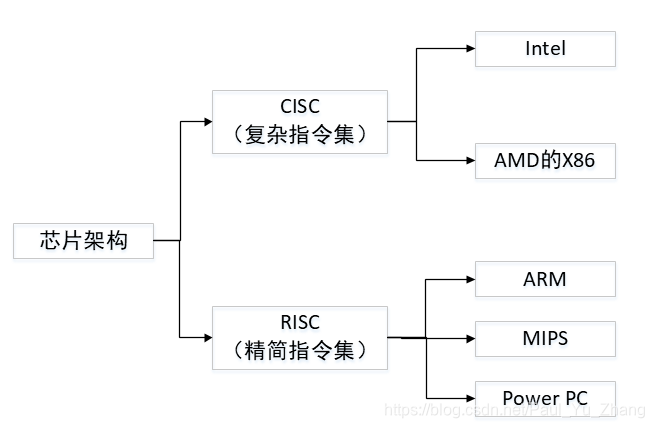 Intel
CISC
（复杂指令集）
AMD的X86
芯片架构
ARM
RISC
（精简指令集）
MIPS
Power PC
https://blog.csdn.net/Paul_Yu_Zhang